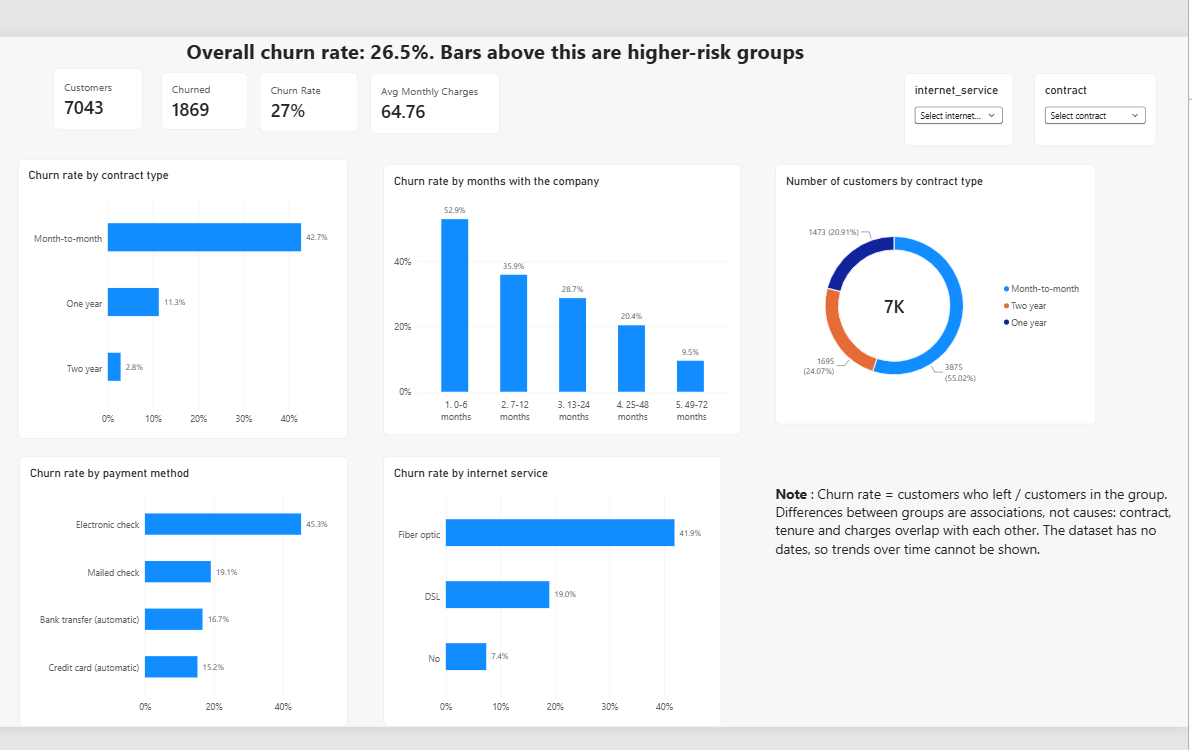 Overall churn rate: 26.5%. Bars above this are higher-risk groups
Customers
7043
Churned
1869
Churn Rate
27%
Avg Monthly Charges
64.76
internet_service
Select internet...
contract
Select contract
Churn rate by contract type
Month-to-month
42.7%
One year
11.3%
Two year
2.8%
0% 10% 20% 30% 40%
Churn rate by months with the company
52.9%
35.9%
28.7%
20.4%
9.5%
40%
20%
0%
1. 0-6 months
2. 7-12 months
3. 13-24 months
4. 25-48 months
5. 49-72 months
Number of customers by contract type
1473 (20.91%)
7K
1695
(24.07%)
3875
(55.02%)
Month-to-month
Two year
One year
Churn rate by payment method
Electronic check
45.3%
Mailed check
19.1%
Bank transfer (automatic)
16.7%
Credit card (automatic)
15.2%
0% 20% 40%
Churn rate by internet service
Fiber optic
41.9%
DSL
19.0%
No
7.4%
0% 10% 20% 30% 40%
Note : Churn rate = customers who left / customers in the group.
Differences between groups are associations, not causes: contract,
tenure and charges overlap with each other. The dataset has no
dates, so trends over time cannot be shown.